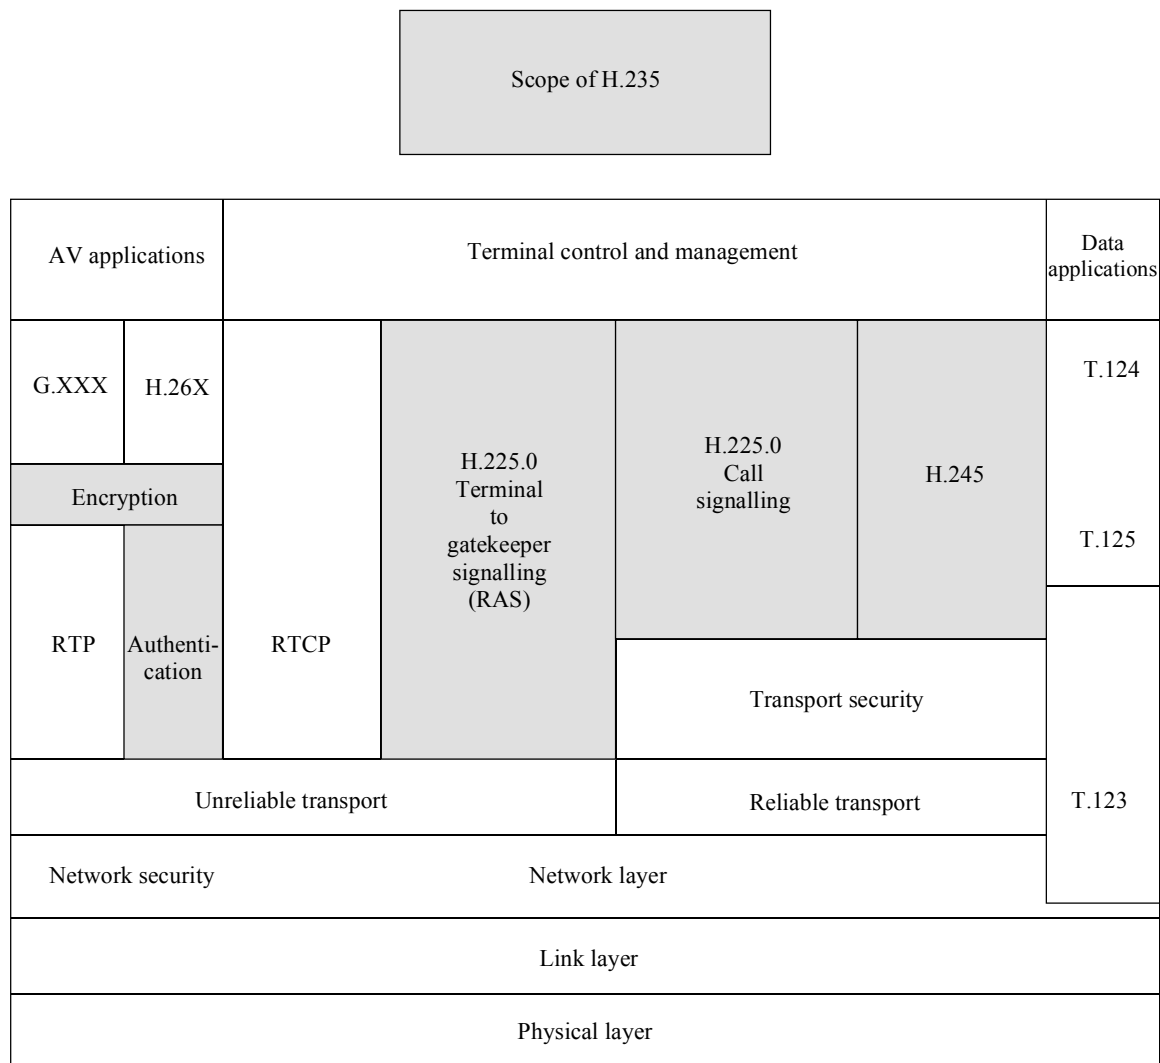 Scope of H.235
AV applications
Terminal control and management
Data
applications
G.XXX
H.26X
Encryption
RTP
Authenti-
cation
RTCP
H.225.0
Terminal
to
gatekeeper
signalling
(RAS)
H.225.0
Call
signalling
H.245
Transport security
T.124
T.125
T.123
Unreliable transport
Reliable transport
Network security
Network layer
Link layer
Physical layer